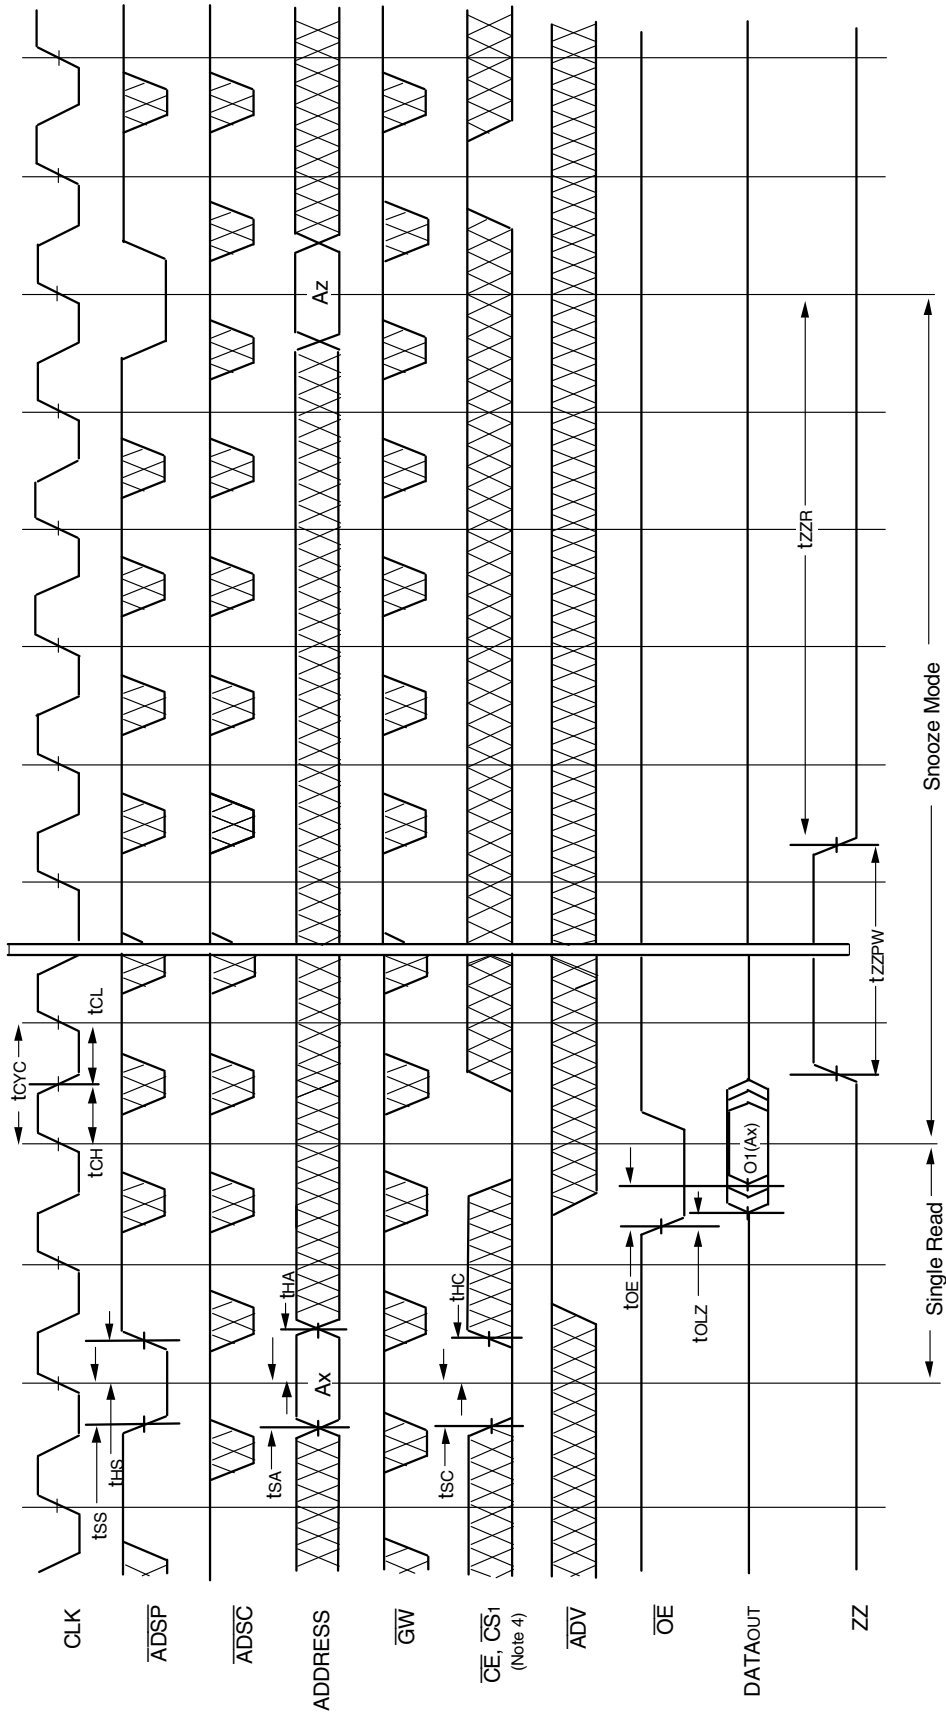 CLK
tCYC
tCH
tCL
tSS
tHS
ADSP
ADSC
ADDRESS
tSA
tHA
Ax
Az
GW
CE, CS1
(Note 4)
tSC
tHC
ADV
OE
tOE
tOLZ
DATAOUT
O1(Ax)
ZZ
tZZPW
tZZR
Single Read
Snooze Mode